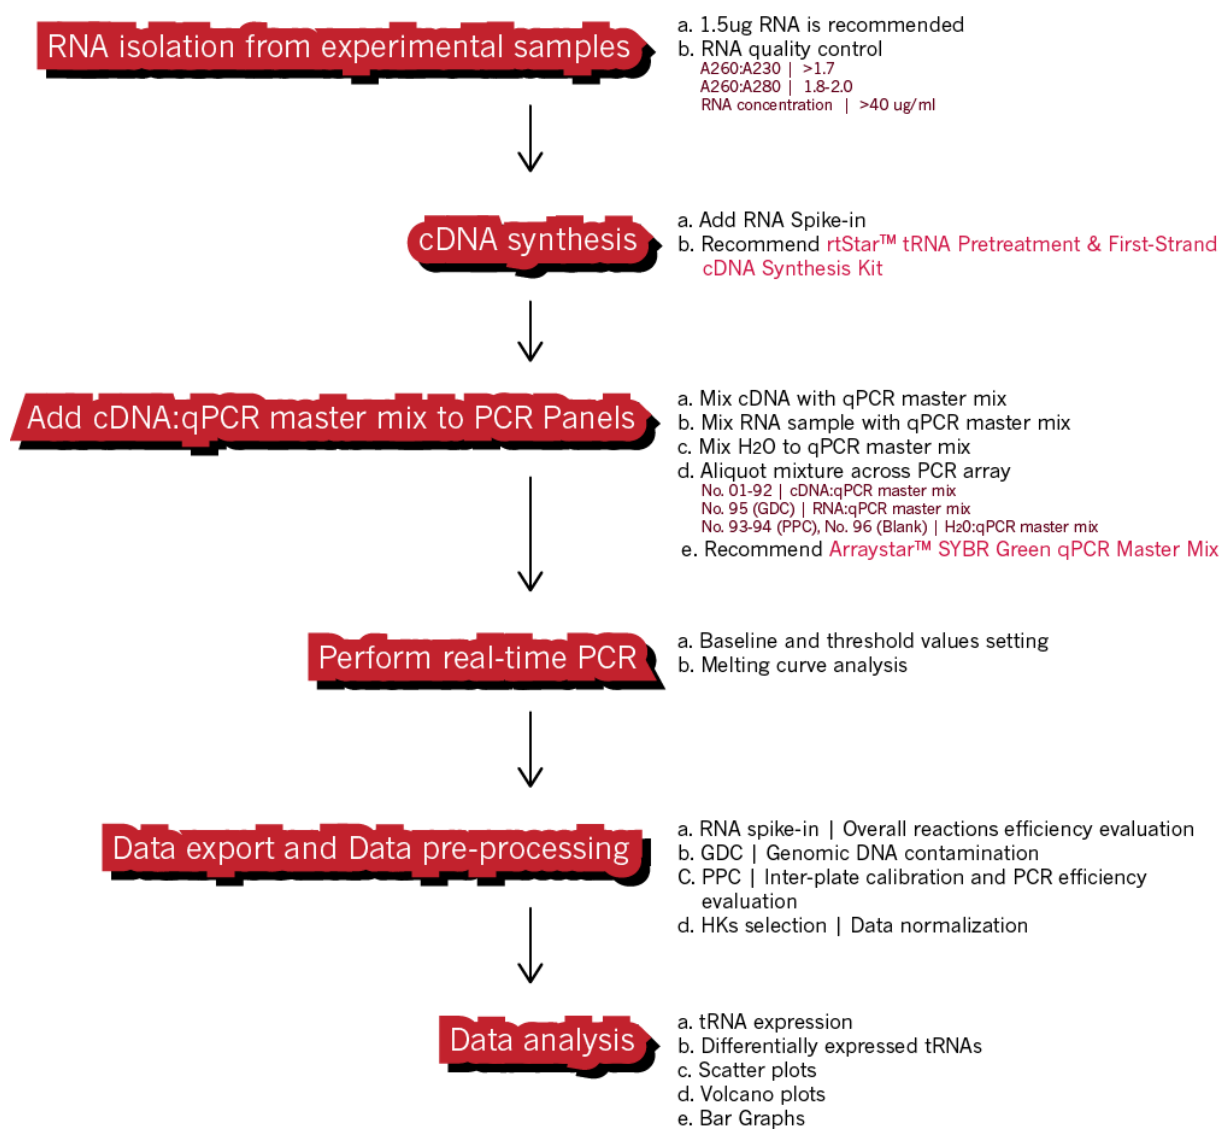 RNA isolation from experimental samples
a. 1.5ug RNA is recommended
b. RNA quality control
A260:A230 | >1.7
A260:A280 | 1.8-2.0
RNA concentration | >40 ug/ml
cDNA synthesis
a. Add RNA Spike-in
b. Recommend rtStar™ tRNA Pretreatment & First-Strand
cDNA Synthesis Kit
Add cDNA:qPCR master mix to PCR Panels
a. Mix cDNA with qPCR master mix
b. Mix RNA sample with qPCR master mix
c. Mix H2O to qPCR master mix
d. Aliquot mixture across PCR array
No. 01-92 | cDNA:qPCR master mix
No. 95 (GDC) | RNA:qPCR master mix
No. 93-94 (PPC), No. 96 (Blank) | H20:qPCR master mix
e. Recommend Arraystar™ SYBR Green qPCR Master Mix
Perform real-time PCR
a. Baseline and threshold values setting
b. Melting curve analysis
Data export and Data pre-processing
a. RNA spike-in | Overall reactions efficiency evaluation
b. GDC | Genomic DNA contamination
C. PPC | Inter-plate calibration and PCR efficiency
evaluation
d. HKs selection | Data normalization
Data analysis
a. tRNA expression
b. Differentially expressed tRNAs
c. Scatter plots
d. Volcano plots
e. Bar Graphs